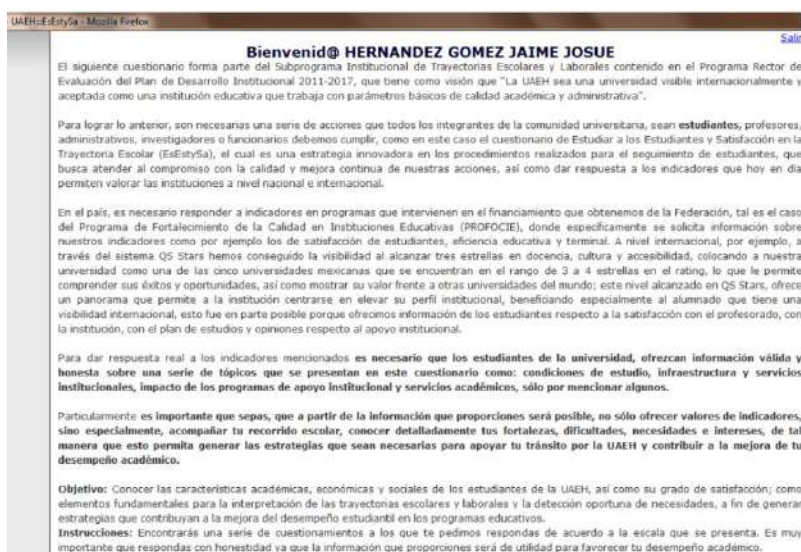 UAEH::EsEstySa - Mozilla Firefox
Salir
Bienvenid@ HERNANDEZ GOMEZ JAIME JOSUE
El siguiente cuestionario forma parte del Subprograma Institucional de Trayectorias Escolares y Laborales contenido en el Programa Rector de
Evaluación del Plan de Desarrollo Institucional 2011-2017, que tiene como visión que "La UAEH sea una universidad visible internacionalmente y
aceptada como una institución educativa que trabaja con parámetros básicos de calidad académica y administrativa".
Para lograr lo anterior, son necesarias una serie de acciones que todos los integrantes de la comunidad universitaria, sean estudiantes, profesores,
administrativos, investigadores o funcionarios debemos cumplir, como en este caso el cuestionario de Estudiar a los Estudiantes y Satisfacción en la
Trayectoria Escolar (EsEstySa), el cual es una estrategia innovadora en los procedimientos realizados para el seguimiento de estudiantes, que
busca atender al compromiso con la calidad y mejora continua de nuestras acciones, así como dar respuesta a los indicadores que hoy en día
permiten valorar las instituciones a nivel nacional e internacional.
En el país, es necesario responder a indicadores en programas que intervienen en el financiamiento que obtenemos de la Federación, tal es el caso
del Programa de Fortalecimiento de la Calidad en Instituciones Educativas (PROFOCIE), donde específicamente se solicita información sobre
nuestros indicadores como por ejemplo los de satisfacción de estudiantes, eficiencia educativa y terminal. A nivel internacional, por ejemplo, a
través del sistema QS Stars hemos conseguido la visibilidad al alcanzar tres estrellas en docencia, cultura y accesibilidad, colocando a nuestra
universidad como una de las cinco universidades mexicanas que se encuentran en el rango de 3 a 4 estrellas en el rating, lo que le permite
comprender sus éxitos y oportunidades, así como mostrar su valor frente a otras universidades del mundo; este nivel alcanzado en QS Stars, ofrece
un panorama que permite a la institución centrarse en elevar su perfil institucional, beneficiando especialmente al alumnado que tiene una
visibilidad internacional, esto fue en parte posible porque ofrecimos información de los estudiantes respecto a la satisfacción con el profesorado, con
la institución, con el plan de estudios y opiniones respecto al apoyo institucional.
Para dar respuesta real a los indicadores mencionados es necesario que los estudiantes de la universidad, ofrezcan información válida y
honesta sobre una serie de tópicos que se presentan en este cuestionario como: condiciones de estudio, infraestructura y servicios
institucionales, impacto de los programas de apoyo institucional y servicios académicos, sólo por mencionar algunos.
Particularmente es importante que sepas, que a partir de la información que proporciones será posible, no sólo ofrecer valores de indicadores,
sino especialmente, acompañar tu recorrido escolar, conocer detalladamente tus fortalezas, dificultades, necesidades e intereses, de tal
manera que esto permita generar las estrategias que sean necesarias para apoyar tu tránsito por la UAEH y contribuir a la mejora de tu
desempeño académico.
Objetivo: Conocer las características académicas, económicas y sociales de los estudiantes de la UAEH, así como su grado de satisfacción; como
elementos fundamentales para la interpretación de las trayectorias escolares y laborales y la detección oportuna de necesidades, a fin de generar
estrategias que contribuyan a la mejora del desempeño estudiantil en los programas educativos.
Instrucciones: Encontrarás una serie de cuestionamientos a los que te pedimos respondas de acuerdo a la escala que se presenta. Es muy
importante que respondas con honestidad ya que la información que proporciones será de utilidad para favorecer tu desempeño académico.